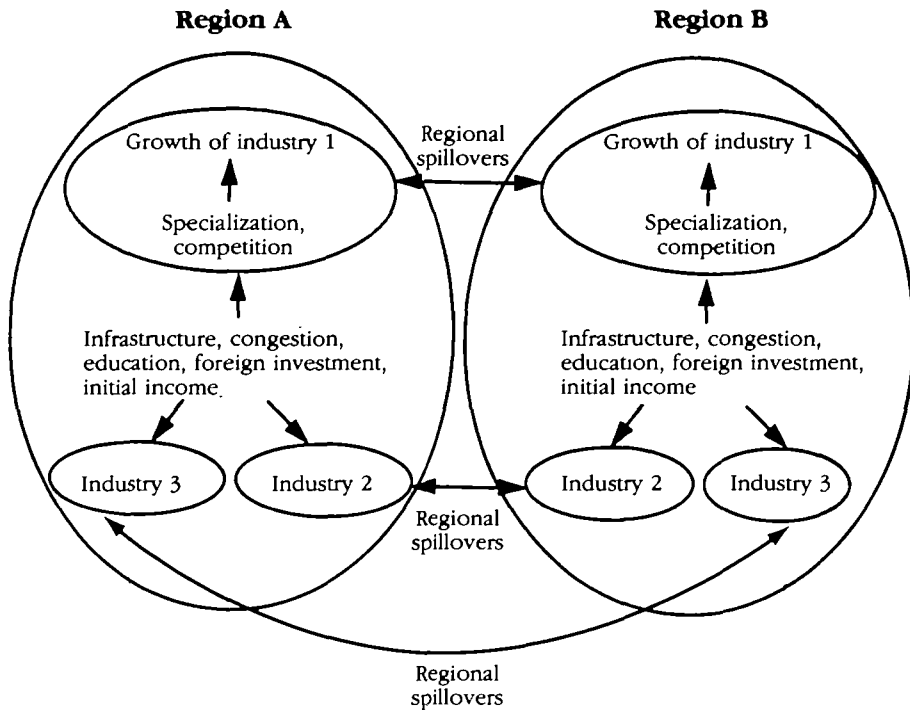 Region A
Region B
Growth of industry 1
Specialization,
competition
Infrastructure, congestion,
education, foreign investment,
initial income
Industry 3
Industry 2
Regional
spillovers
Growth of industry 1
Specialization,
competition
Infrastructure, congestion,
education, foreign investment,
initial income
Industry 2
Industry 3
Regional
spillovers
Regional
spillovers